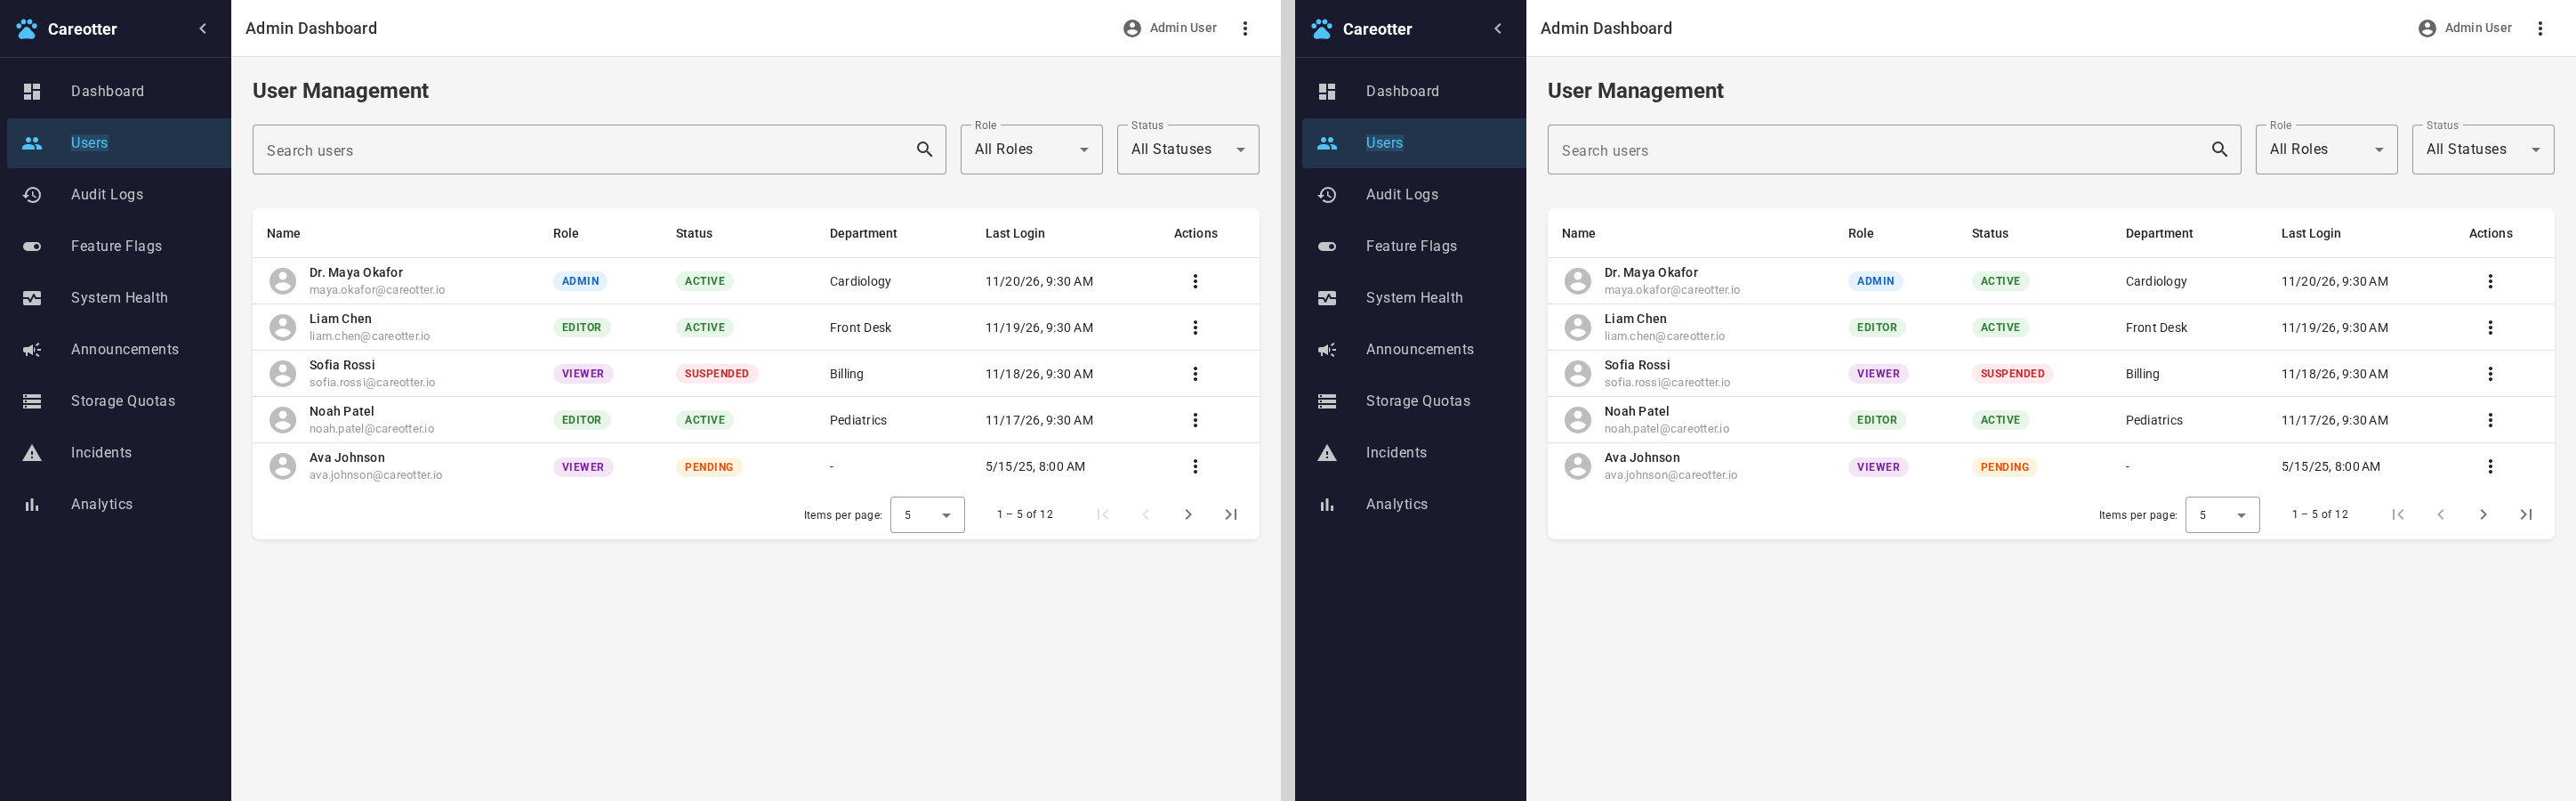 Careotter
Dashboard
Users
Audit Logs
Feature Flags
System Health
Announcements
Storage Quotas
Incidents
Analytics
Admin Dashboard
Admin User
User Management
Search users
Role
All Roles
Status
All Statuses
Name Role Status Department Last Login Actions
Dr. Maya Okafor
maya.okafor@careotter.io
ADMIN ACTIVE Cardiology 11/20/26, 9:30 AM
Liam Chen
liam.chen@careotter.io
EDITOR ACTIVE Front Desk 11/19/26, 9:30 AM
Sofia Rossi
sofia.rossi@careotter.io
VIEWER SUSPENDED Billing 11/18/26, 9:30 AM
Noah Patel
noah.patel@careotter.io
EDITOR ACTIVE Pediatrics 11/17/26, 9:30 AM
Ava Johnson
ava.johnson@careotter.io
VIEWER PENDING - 5/15/25, 8:00 AM
Items per page: 5 1 – 5 of 12
Careotter
Dashboard
Users
Audit Logs
Feature Flags
System Health
Announcements
Storage Quotas
Incidents
Analytics
Admin Dashboard
Admin User
User Management
Search users
Role
All Roles
Status
All Statuses
Name Role Status Department Last Login Actions
Dr. Maya Okafor
maya.okafor@careotter.io
ADMIN ACTIVE Cardiology 11/20/26, 9:30 AM
Liam Chen
liam.chen@careotter.io
EDITOR ACTIVE Front Desk 11/19/26, 9:30 AM
Sofia Rossi
sofia.rossi@careotter.io
VIEWER SUSPENDED Billing 11/18/26, 9:30 AM
Noah Patel
noah.patel@careotter.io
EDITOR ACTIVE Pediatrics 11/17/26, 9:30 AM
Ava Johnson
ava.johnson@careotter.io
VIEWER PENDING - 5/15/25, 8:00 AM
Items per page: 5 1 – 5 of 12